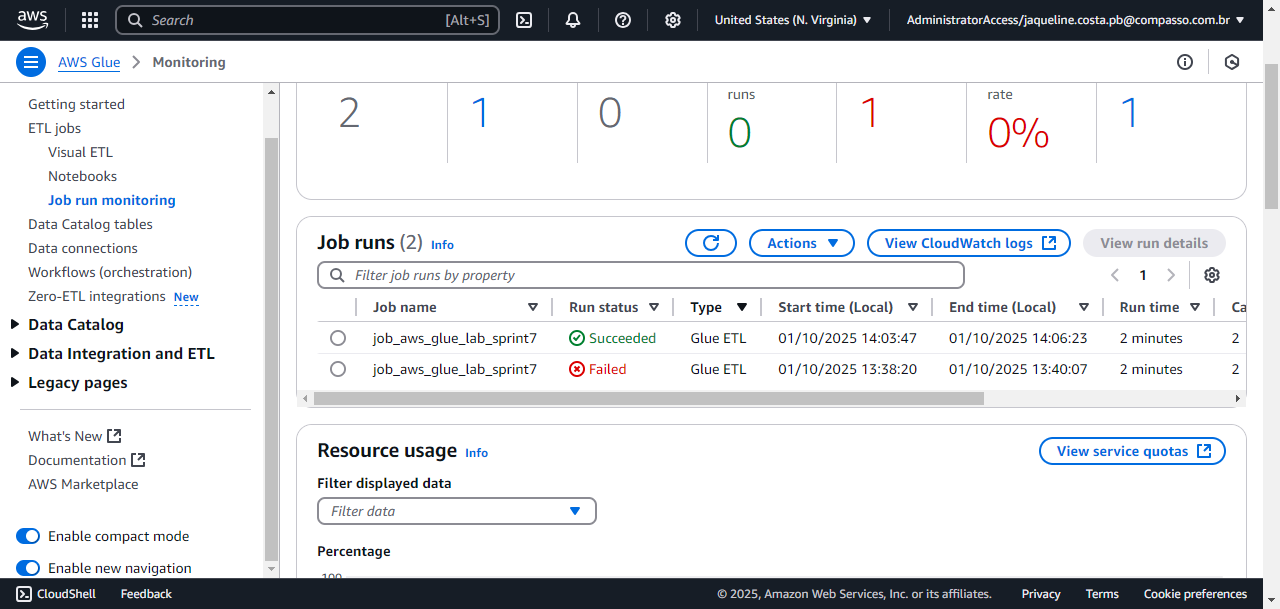 aws Search [Alt+S] United States (N. Virginia) AdministratorAccess/jaqueline.costa.pb@compasso.com.br
AWS Glue Monitoring
Getting started
ETL jobs
Visual ETL
Notebooks
Job run monitoring
Data Catalog tables
Data connections
Workflows (orchestration)
Zero-ETL integrations New
Data Catalog
Data Integration and ETL
Legacy pages
What's New
Documentation
AWS Marketplace
Enable compact mode
Enable new navigation
runs rate
2 1 0 0 1 0% 1
Job runs (2) Info Actions View CloudWatch logs View run details
Filter job runs by property 1
Job name Run status Type Start time (Local) End time (Local) Run time Ca
job_aws_glue_lab_sprint7 Succeeded Glue ETL 01/10/2025 14:03:47 01/10/2025 14:06:23 2 minutes 2
job_aws_glue_lab_sprint7 Failed Glue ETL 01/10/2025 13:38:20 01/10/2025 13:40:07 2 minutes 2
Resource usage Info View service quotas
Filter displayed data
Filter data
Percentage
100
CloudShell Feedback © 2025, Amazon Web Services, Inc. or its affiliates. Privacy Terms Cookie preferences